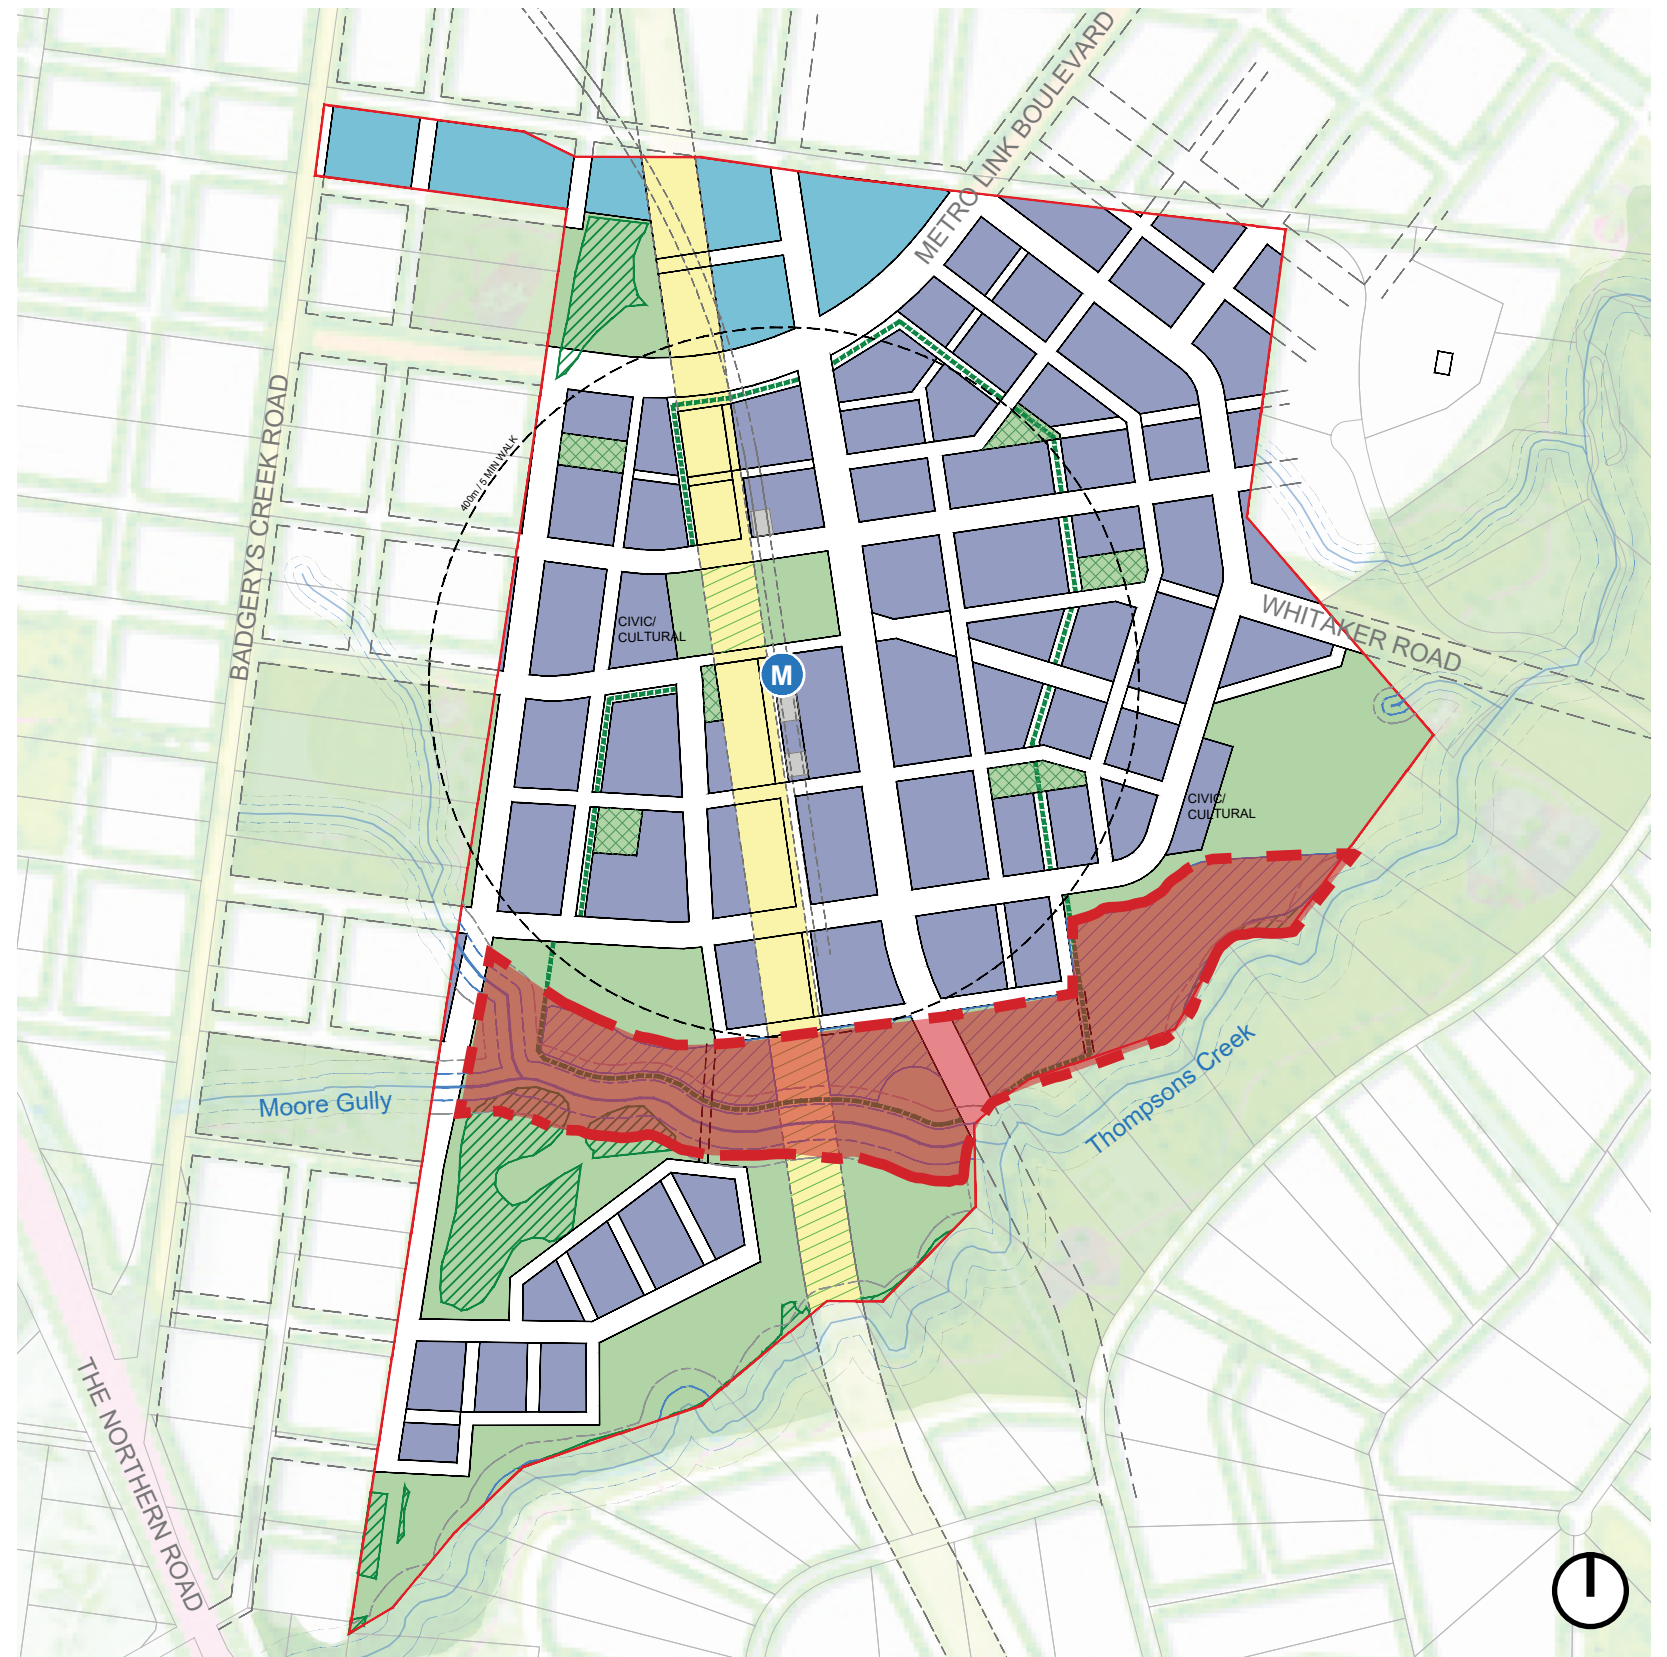 METRO LINK BOULEVARD
BADGERYS CREEK ROAD
400m / 5 MIN WALK
CIVIC/
CULTURAL
M
WHITAKER ROAD
CIVIC/
CULTURAL
Moore Gully
Thompsons Creek
THE NORTHERN ROAD